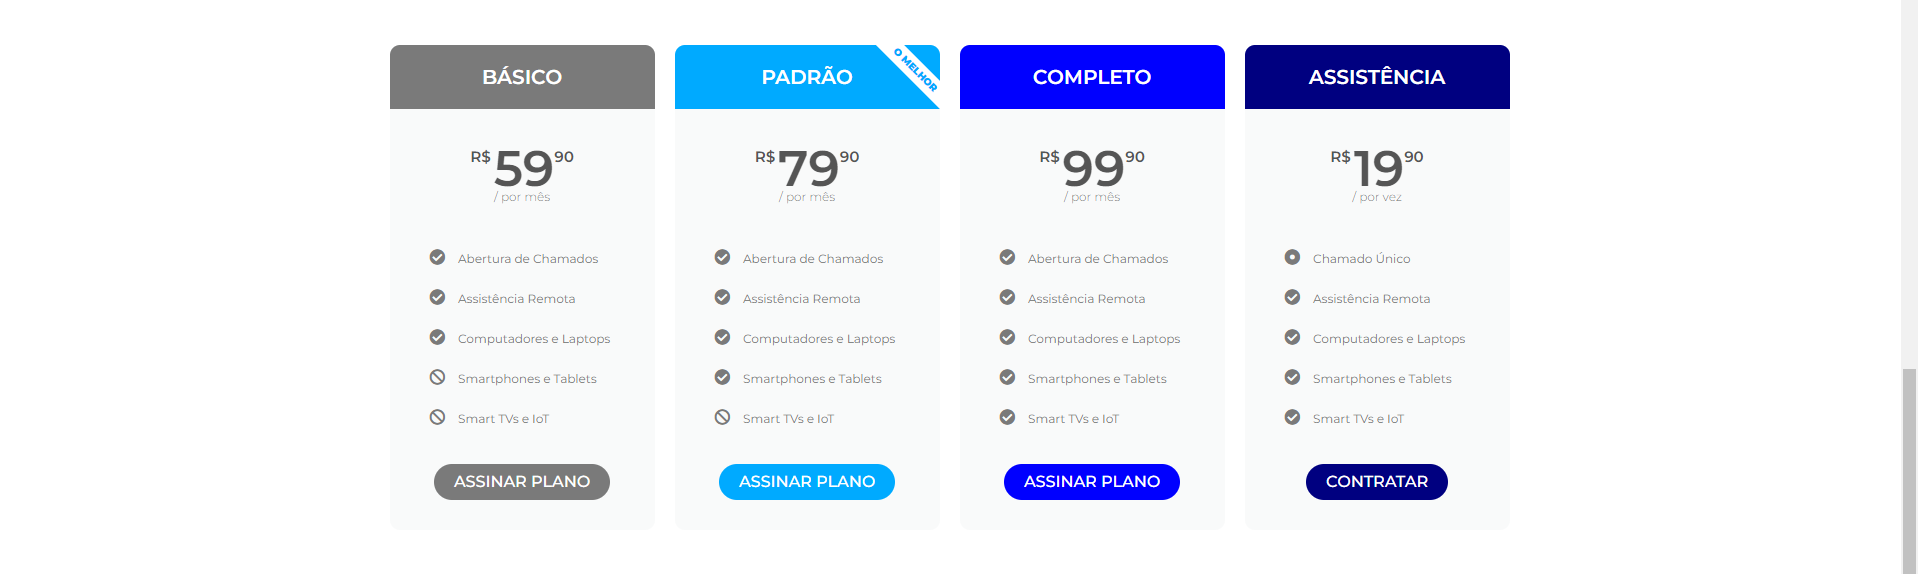 BÁSICO
R$ 59 90
/ por mês
Abertura de Chamados
Assistência Remota
Computadores e Laptops
Smartphones e Tablets
Smart TVs e IoT
ASSINAR PLANO
PADRÃO
O MELHOR
R$ 79 90
/ por mês
Abertura de Chamados
Assistência Remota
Computadores e Laptops
Smartphones e Tablets
Smart TVs e IoT
ASSINAR PLANO
COMPLETO
R$ 99 90
/ por mês
Abertura de Chamados
Assistência Remota
Computadores e Laptops
Smartphones e Tablets
Smart TVs e IoT
ASSINAR PLANO
ASSISTÊNCIA
R$ 19 90
/ por vez
Chamado Único
Assistência Remota
Computadores e Laptops
Smartphones e Tablets
Smart TVs e IoT
CONTRATAR